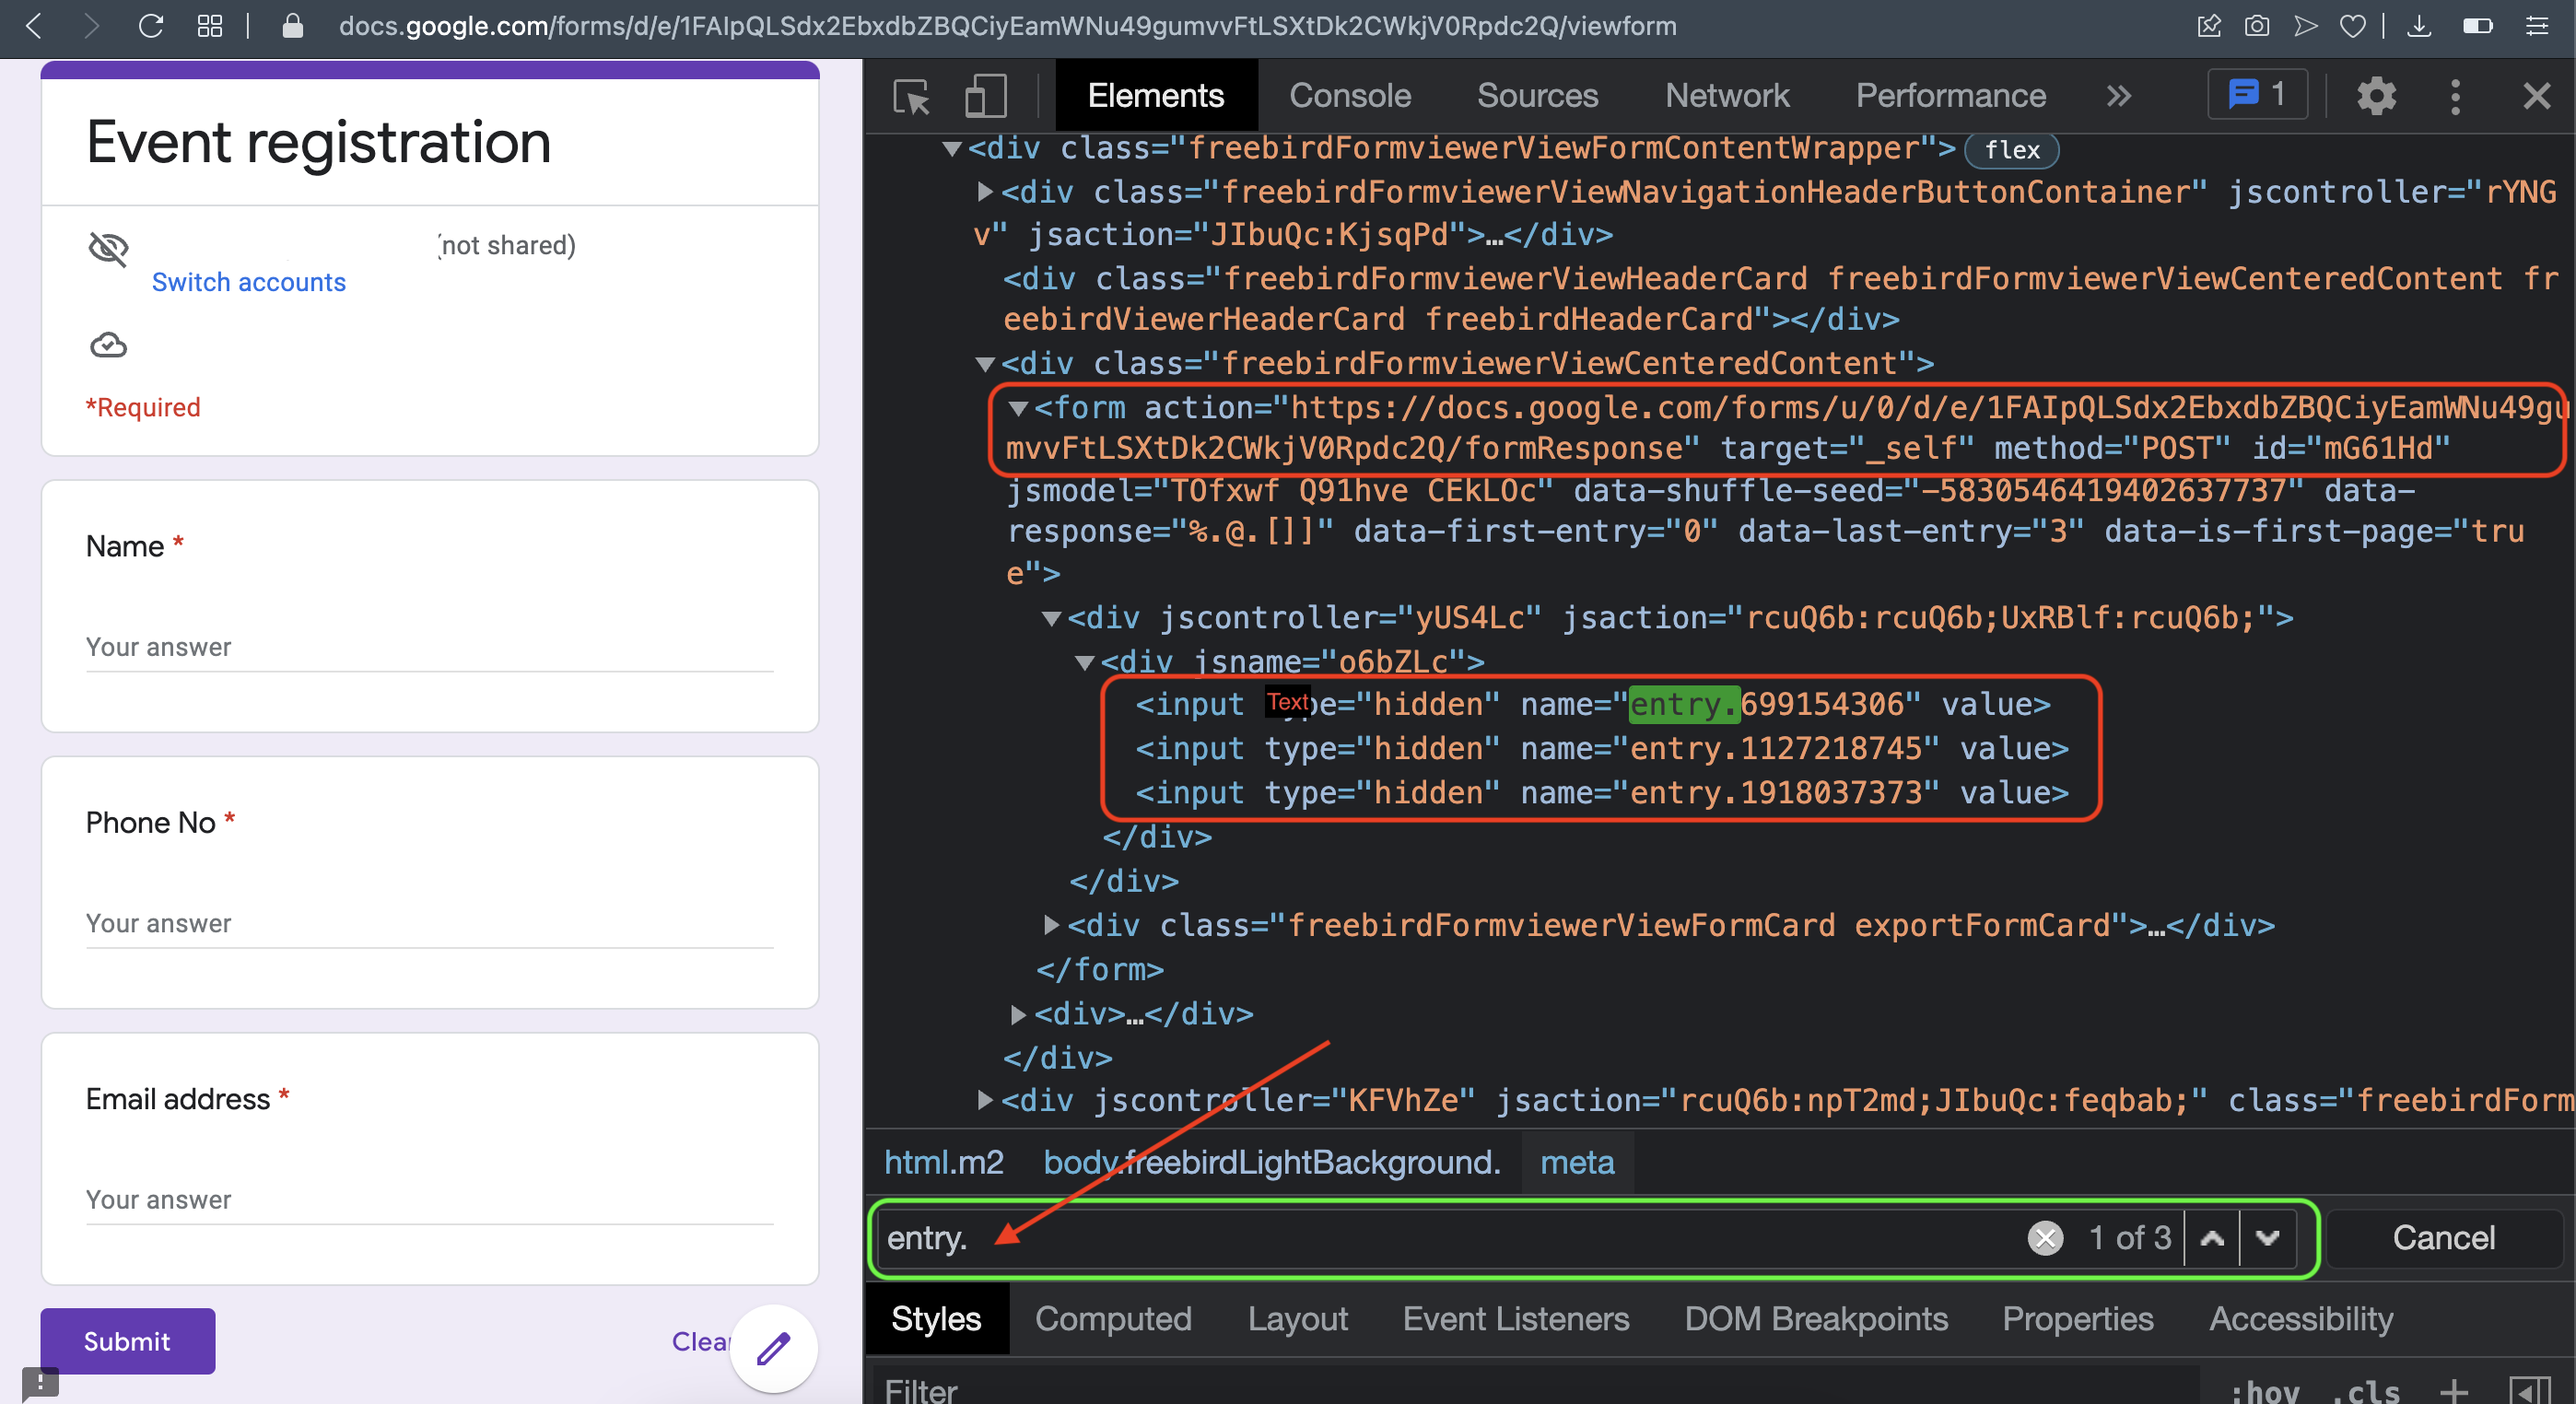 docs.google.com/forms/d/e/1FAIpQLSdx2EbxdbZBQCiyEamWNu49gumvvFtLSXtDk2CWkjV0Rpdc2Q/viewform
Event registration
(not shared)
Switch accounts
*Required
Name *
Your answer
Phone No *
Your answer
Email address *
Your answer
Submit
Clear
Elements Console Sources Network Performance » 1
▼<div class="freebirdFormviewerViewFormContentWrapper"> flex
▶<div class="freebirdFormviewerViewNavigationHeaderButtonContainer" jscontroller="rYNG
v" jsaction="JIbuQc:KjsqPd">…</div>
<div class="freebirdFormviewerViewHeaderCard freebirdFormviewerViewCenteredContent fr
eebirdViewerHeaderCard freebirdHeaderCard"></div>
▼<div class="freebirdFormviewerViewCenteredContent">
▼<form action="https://docs.google.com/forms/u/0/d/e/1FAIpQLSdx2EbxdbZBQCiyEamWNu49gu
mvvFtLSXtDk2CWkjV0Rpdc2Q/formResponse" target="_self" method="POST" id="mG61Hd"
jsmodel="TOfxwf Q91hve CEkLOc" data-shuffle-seed="-5830546419402637737" data-
response="%.@.[]]" data-first-entry="0" data-last-entry="3" data-is-first-page="tru
e">
▼<div jscontroller="yUS4Lc" jsaction="rcuQ6b:rcuQ6b;UxRBlf:rcuQ6b;">
▼<div jsname="o6bZLc">
<input Textpe="hidden" name="entry.699154306" value>
<input type="hidden" name="entry.1127218745" value>
<input type="hidden" name="entry.1918037373" value>
</div>
</div>
▶<div class="freebirdFormviewerViewFormCard exportFormCard">…</div>
</form>
▶<div>…</div>
</div>
▶<div jscontroller="KFVhZe" jsaction="rcuQ6b:npT2md;JIbuQc:feqbab;" class="freebirdForm
html.m2 body.freebirdLightBackground. meta
entry. 1 of 3 Cancel
Styles Computed Layout Event Listeners DOM Breakpoints Properties Accessibility
Filter :hov .cls +